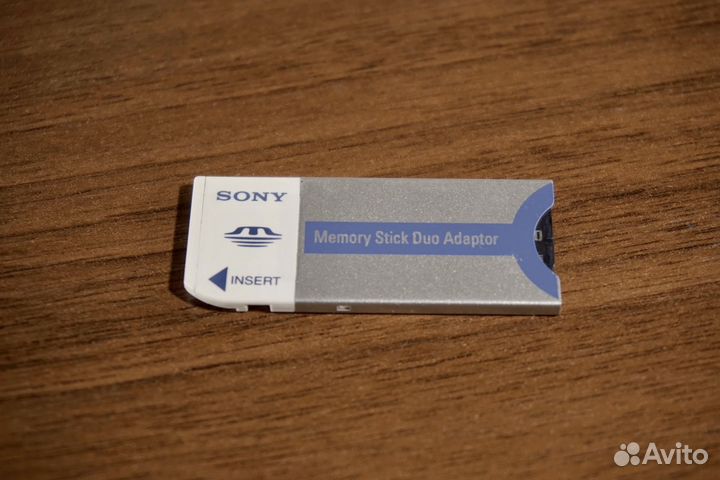 SONY
Memory Stick Duo Adaptor
INSERT
Avito